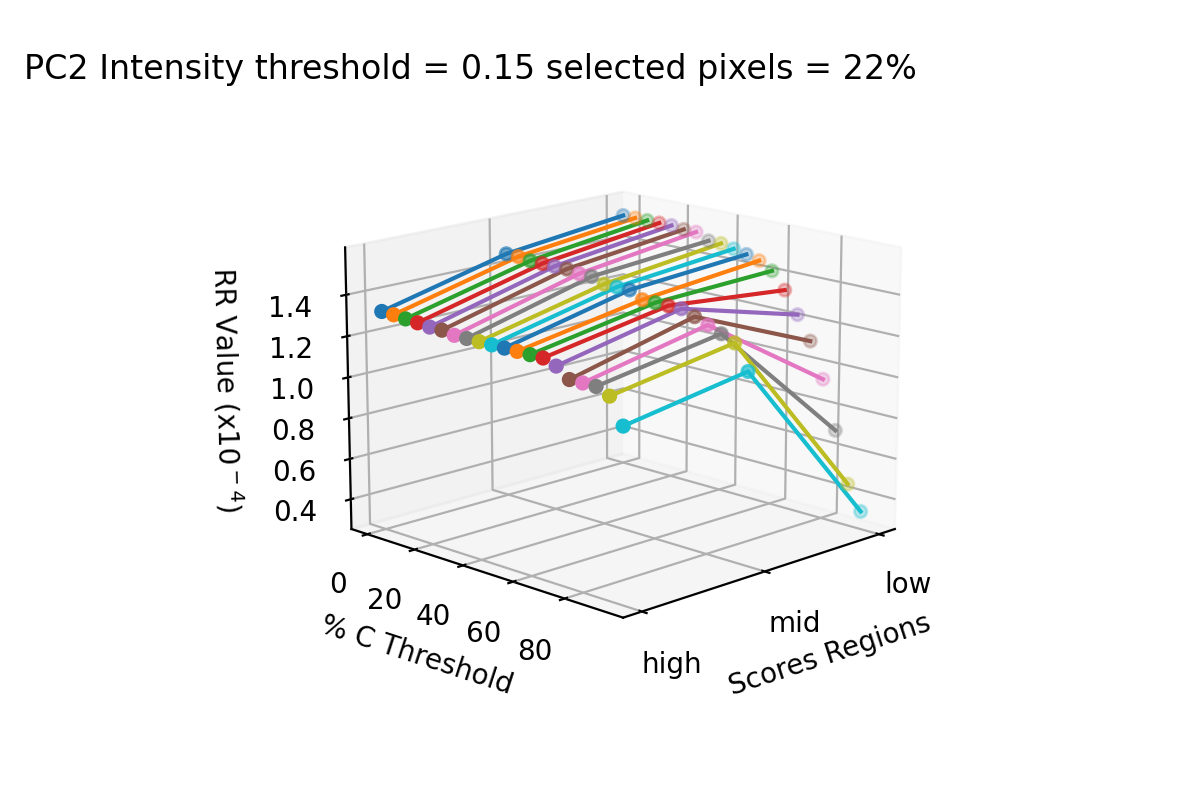 PC2 Intensity threshold = 0.15 selected pixels = 22%
RR Value (x10⁻⁴)
1.4
1.2
1.0
0.8
0.6
0.4
0
20
40
60
80
% C Threshold
high
mid
low
Scores Regions